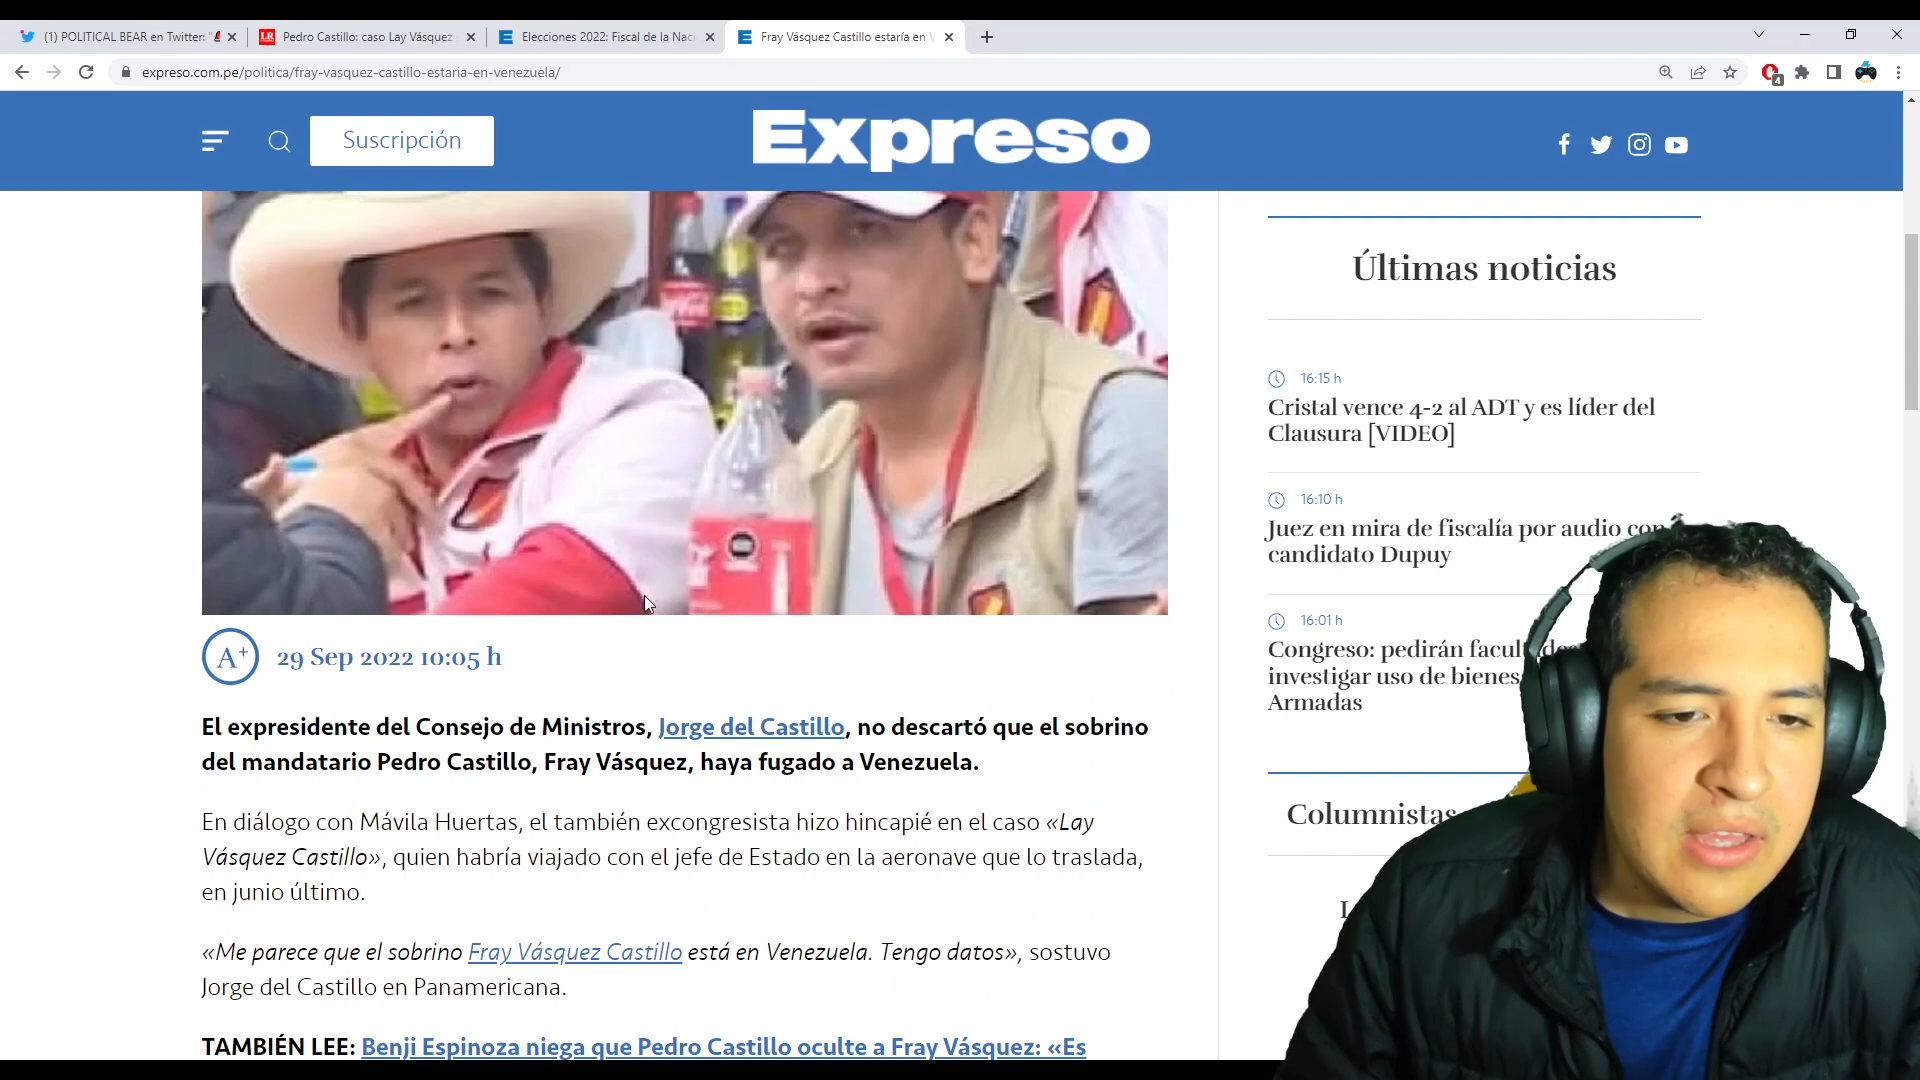 (1) POLITICAL BEAR en Twitter: "
Pedro Castillo: caso Lay Vásquez
Elecciones 2022: Fiscal de la Naci
Fray Vásquez Castillo estaría en V
expreso.com.pe/politica/fray-vasquez-castillo-estaria-en-venezuela/
4
Suscripción
Expreso
Últimas noticias
16:15 h
Cristal vence 4-2 al ADT y es líder del
Clausura [VIDEO]
16:10 h
Juez en mira de fiscalía por audio con
candidato Dupuy
16:01 h
Congreso: pedirán
investigar uso de bienes
Armadas
Columnistas
A+ 29 Sep 2022 10:05 h
El expresidente del Consejo de Ministros, Jorge del Castillo, no descartó que el sobrino
del mandatario Pedro Castillo, Fray Vásquez, haya fugado a Venezuela.
En diálogo con Mávila Huertas, el también excongresista hizo hincapié en el caso «Lay
Vásquez Castillo», quien habría viajado con el jefe de Estado en la aeronave que lo traslada,
en junio último.
«Me parece que el sobrino Fray Vásquez Castillo está en Venezuela. Tengo datos», sostuvo
Jorge del Castillo en Panamericana.
TAMBIÉN LEE: Benji Espinoza niega que Pedro Castillo oculte a Fray Vásquez: «Es